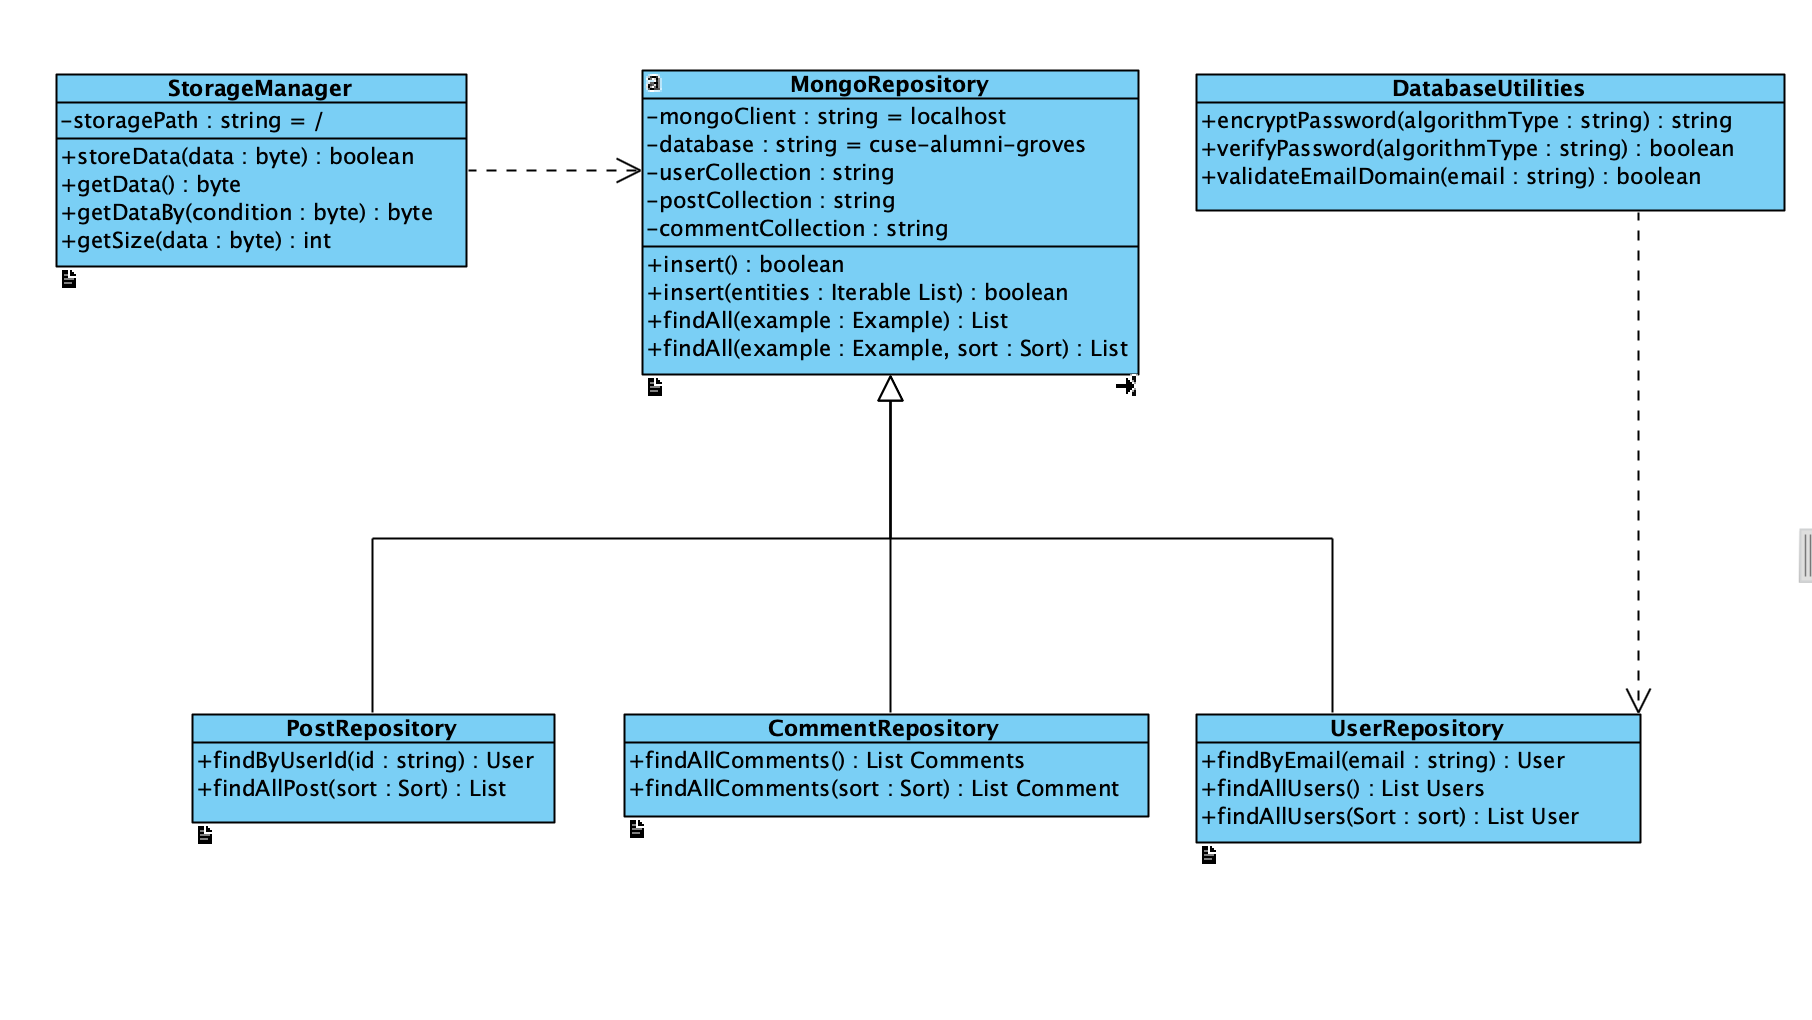 StorageManager
-storagePath : string = /
+storeData(data : byte) : boolean
+getData() : byte
+getDataBy(condition : byte) : byte
+getSize(data : byte) : int
a
MongoRepository
-mongoClient : string = localhost
-database : string = cuse-alumni-groves
-userCollection : string
-postCollection : string
-commentCollection : string
+insert() : boolean
+insert(entities : Iterable List) : boolean
+findAll(example : Example) : List
+findAll(example : Example, sort : Sort) : List
DatabaseUtilities
+encryptPassword(algorithmType : string) : string
+verifyPassword(algorithmType : string) : boolean
+validateEmailDomain(email : string) : boolean
PostRepository
+findByUserId(id : string) : User
+findAllPost(sort : Sort) : List
CommentRepository
+findAllComments() : List Comments
+findAllComments(sort : Sort) : List Comment
UserRepository
+findByEmail(email : string) : User
+findAllUsers() : List Users
+findAllUsers(Sort : sort) : List User